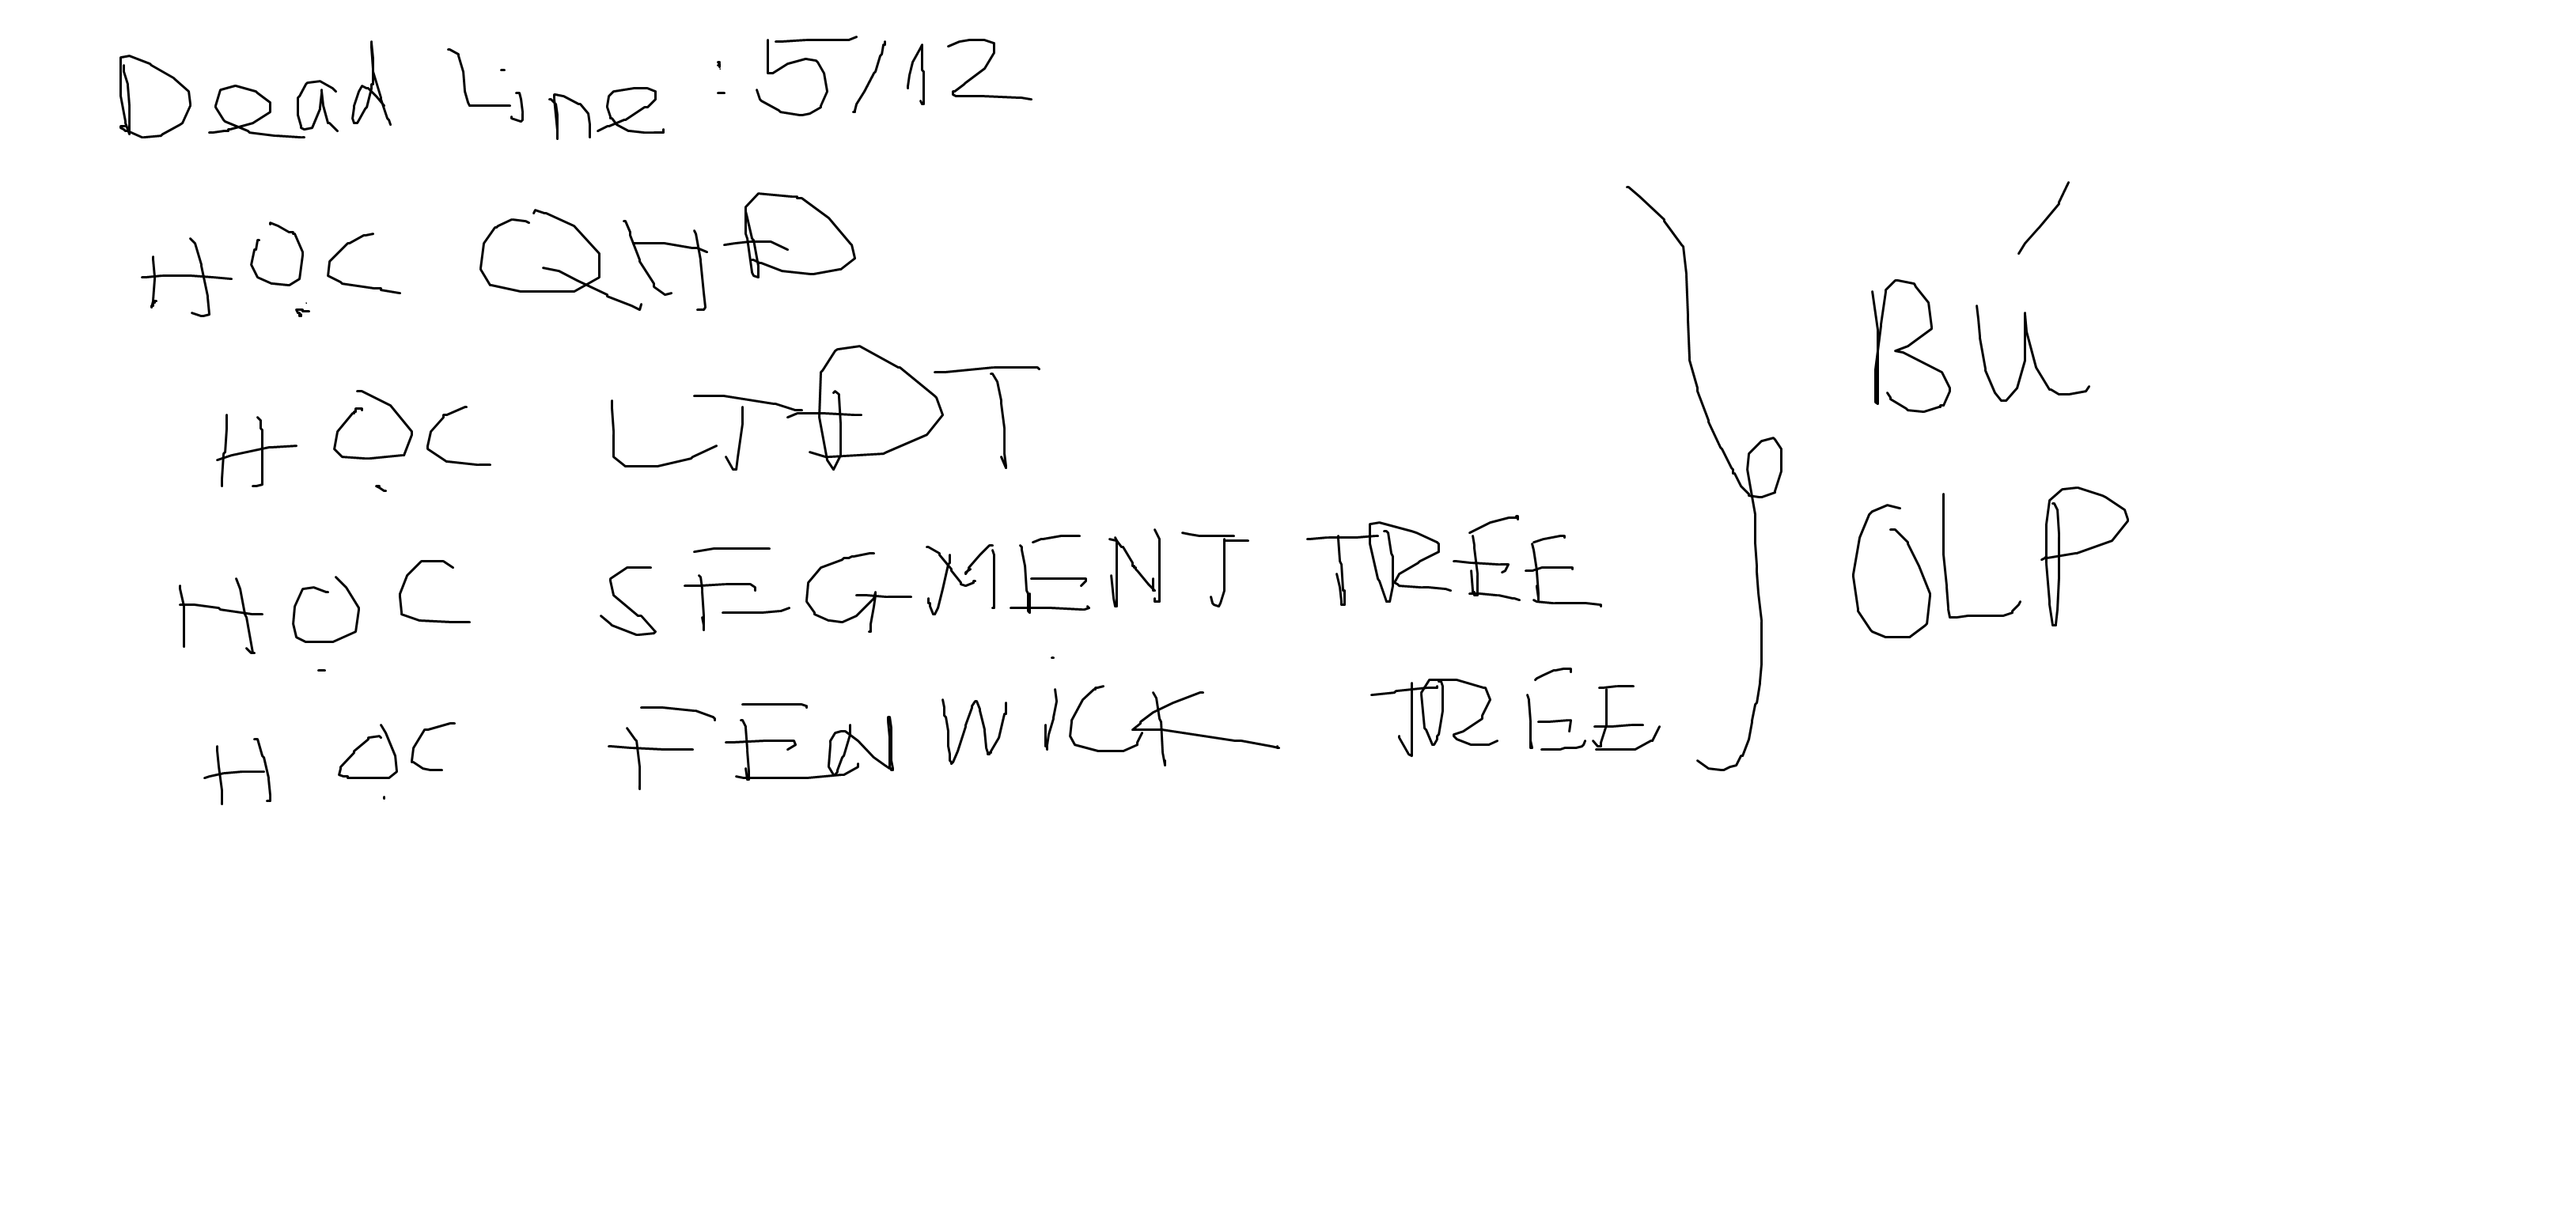 Dead Line : 5/12
HỌC QHĐ
HỌC LTĐT
HỌC SEGMENT TREE
HỌC FENWiCK TREE
BÚ
OLP